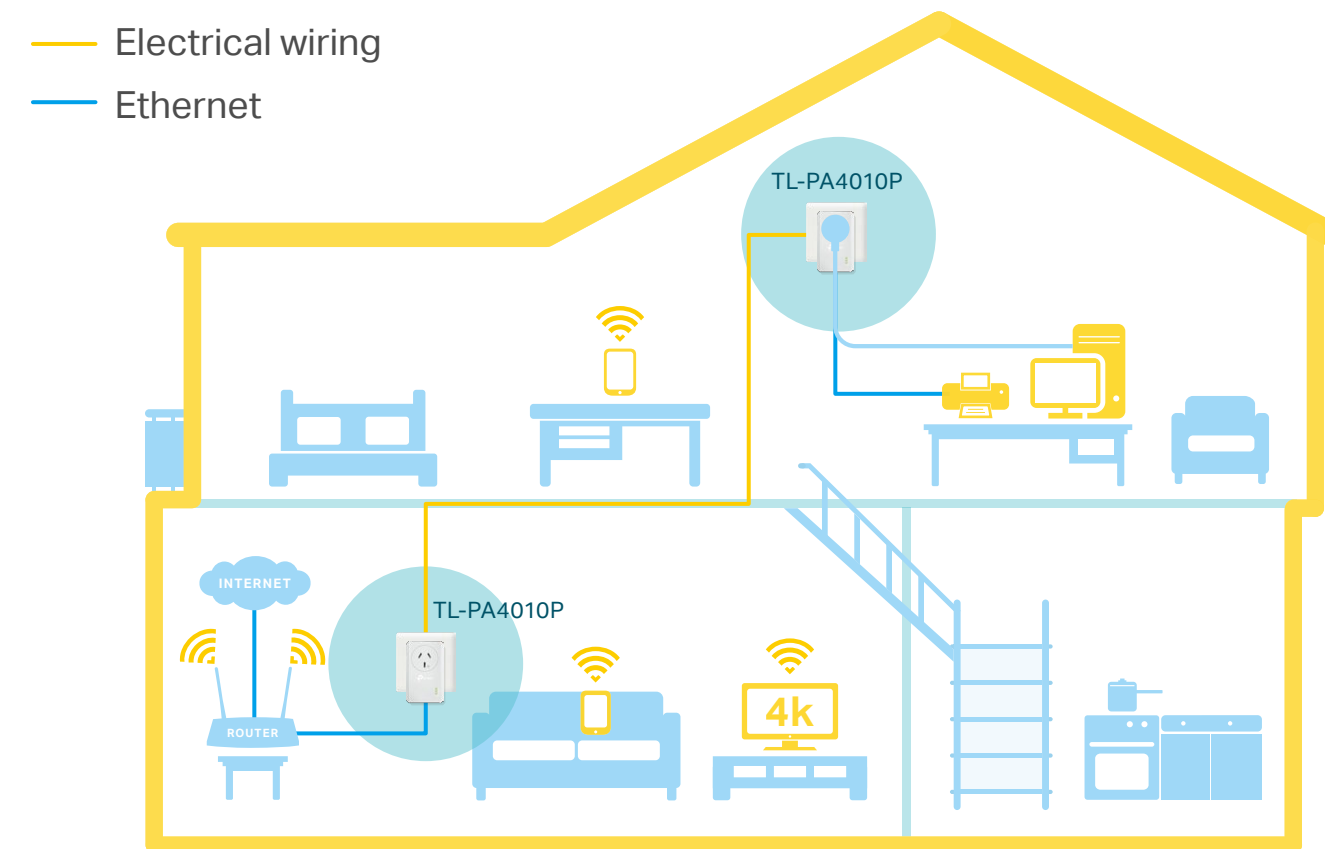 Electrical wiring
Ethernet
TL-PA4010P
INTERNET
TL-PA4010P
4k
ROUTER